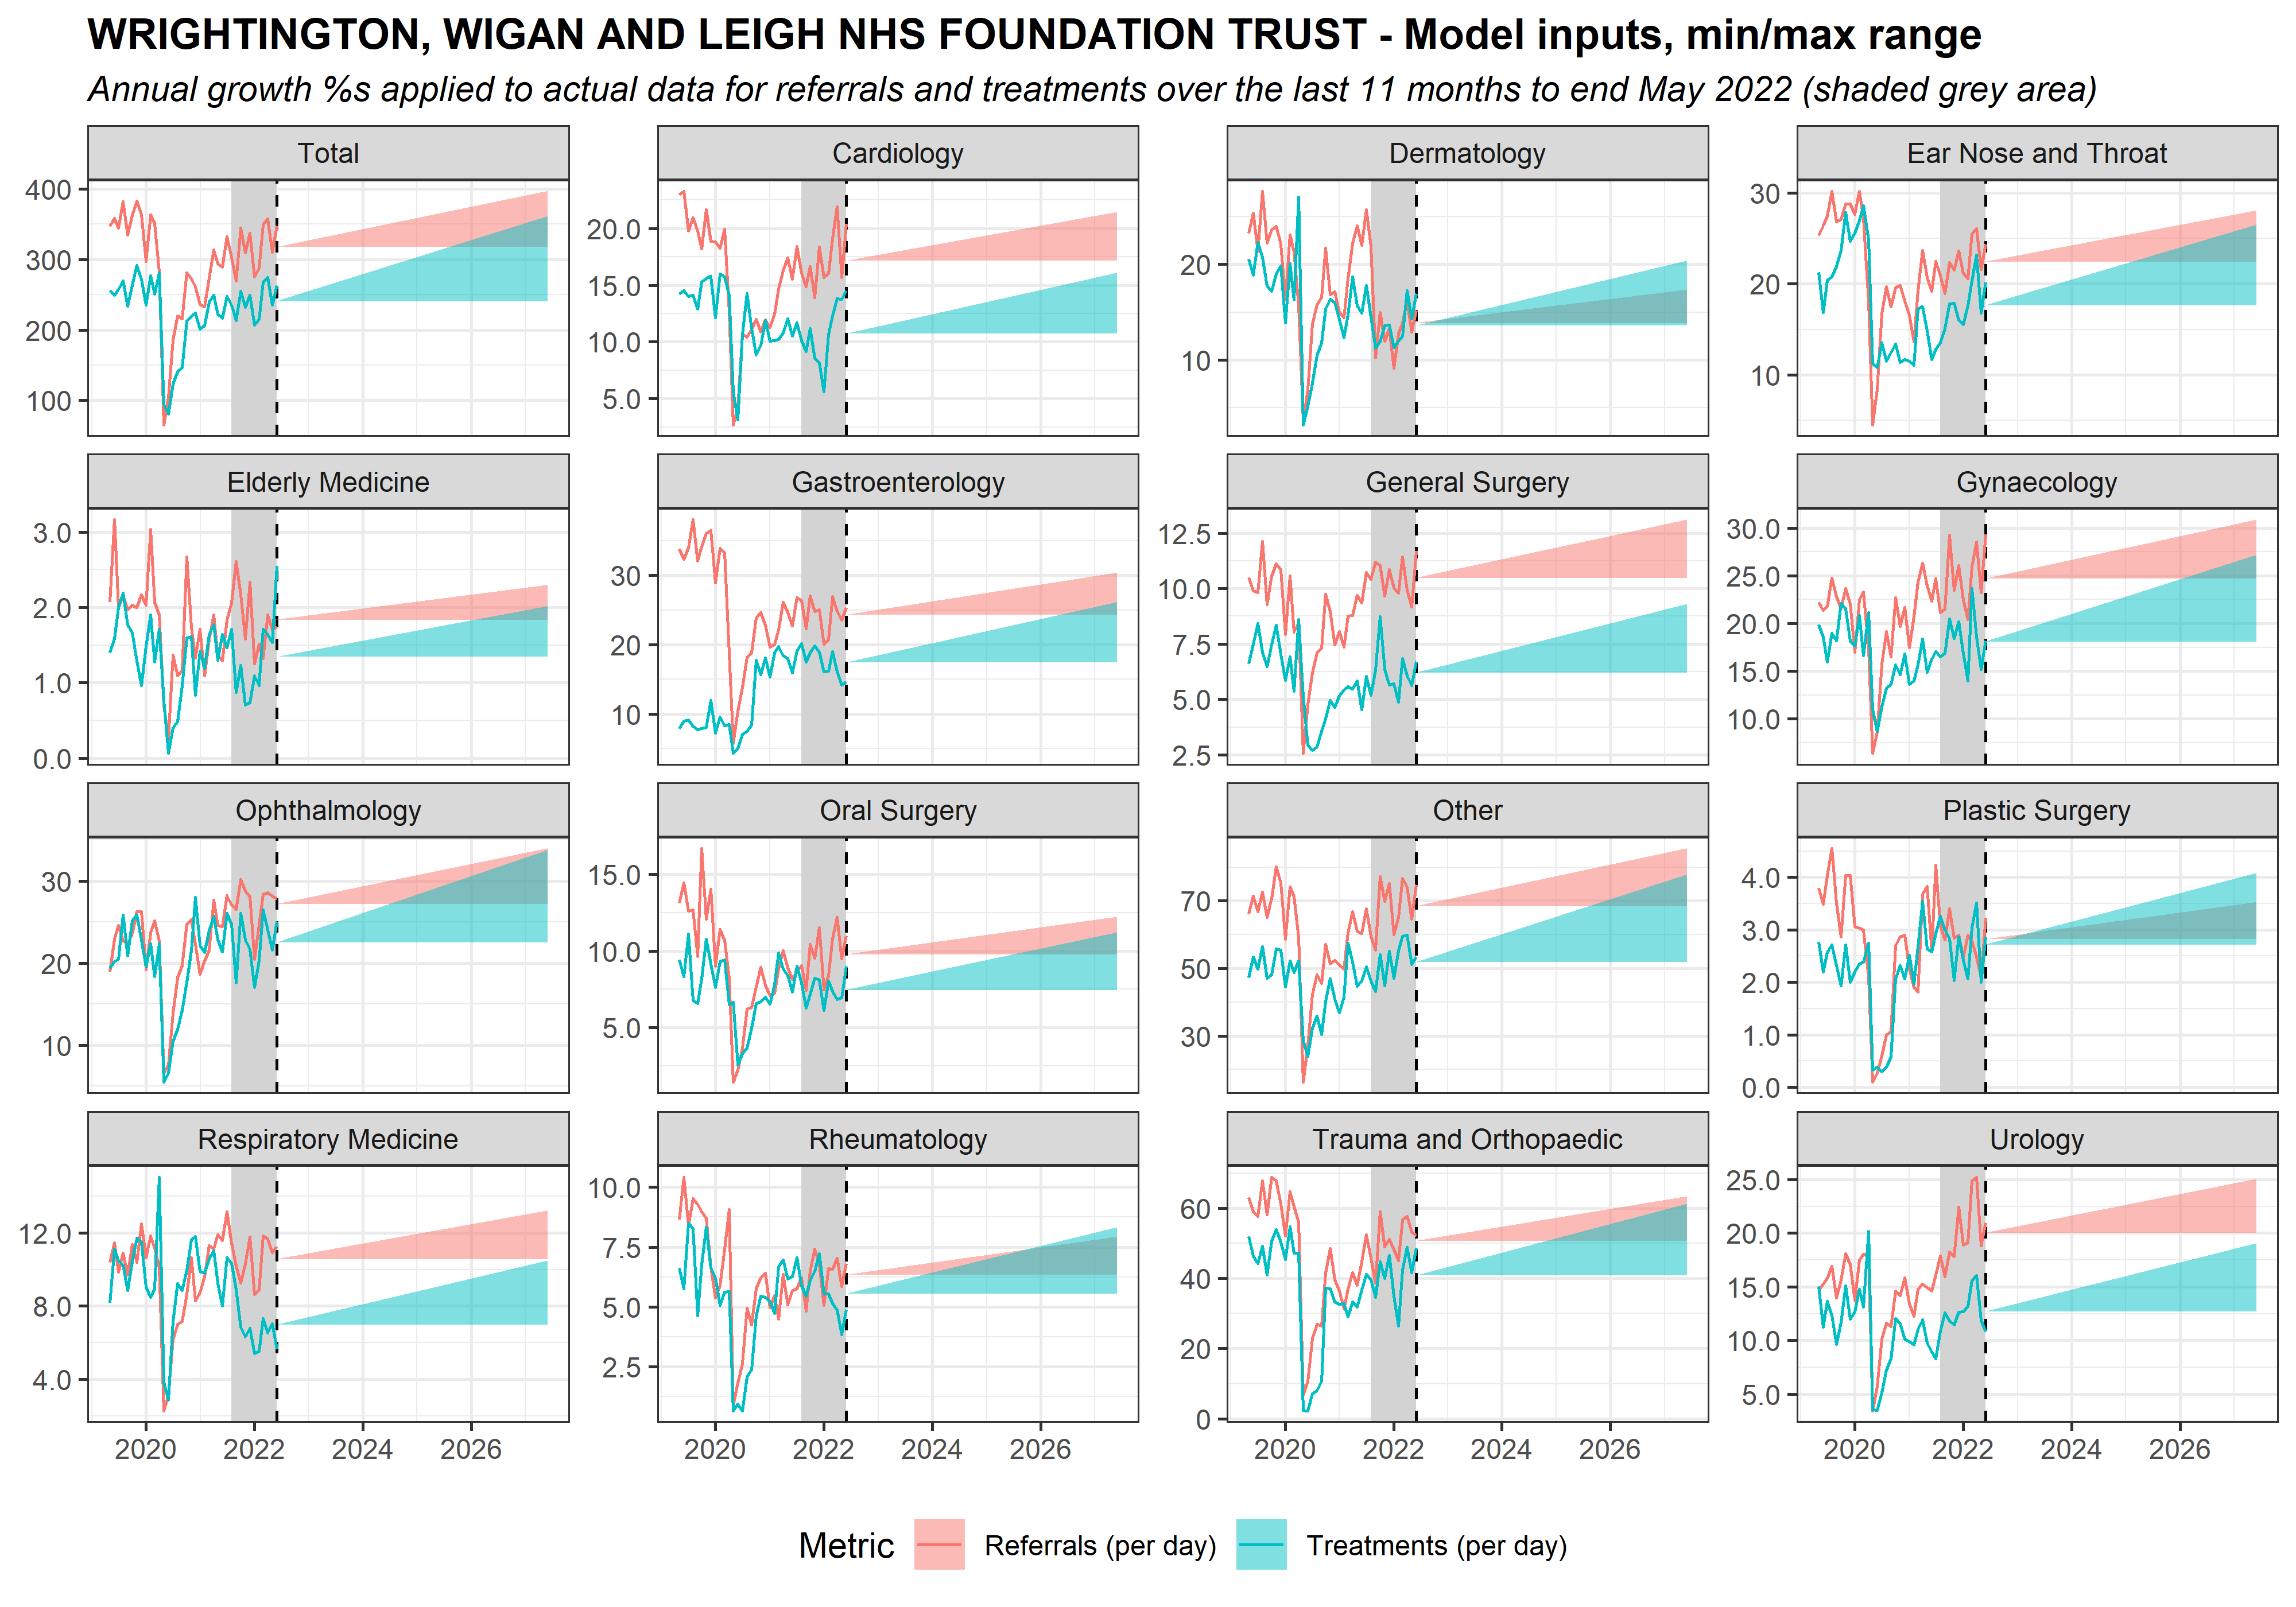 WRIGHTINGTON, WIGAN AND LEIGH NHS FOUNDATION TRUST - Model inputs, min/max range
Annual growth %s applied to actual data for referrals and treatments over the last 11 months to end May 2022 (shaded grey area)
Total
Cardiology
Dermatology
Ear Nose and Throat
400
300
200
100
20.0
15.0
10.0
5.0
20
10
30
20
10
Elderly Medicine
Gastroenterology
General Surgery
Gynaecology
3.0
2.0
1.0
0.0
30
20
10
12.5
10.0
7.5
5.0
2.5
30.0
25.0
20.0
15.0
10.0
Ophthalmology
Oral Surgery
Other
Plastic Surgery
30
20
10
15.0
10.0
5.0
70
50
30
4.0
3.0
2.0
1.0
0.0
Respiratory Medicine
Rheumatology
Trauma and Orthopaedic
Urology
12.0
8.0
4.0
10.0
7.5
5.0
2.5
60
40
20
0
25.0
20.0
15.0
10.0
5.0
2020 2022 2024 2026
2020 2022 2024 2026
2020 2022 2024 2026
2020 2022 2024 2026
Metric Referrals (per day) Treatments (per day)